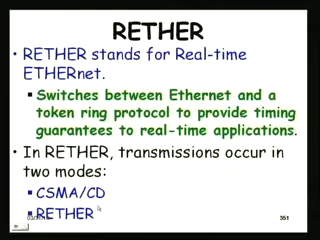 RETHER
• RETHER stands for Real-time
ETHERnet.
▪ Switches between Ethernet and a
token ring protocol to provide timing
guarantees to real-time applications.
• In RETHER, transmissions occur in
two modes:
▪ CSMA/CD
▪ RETHER
351